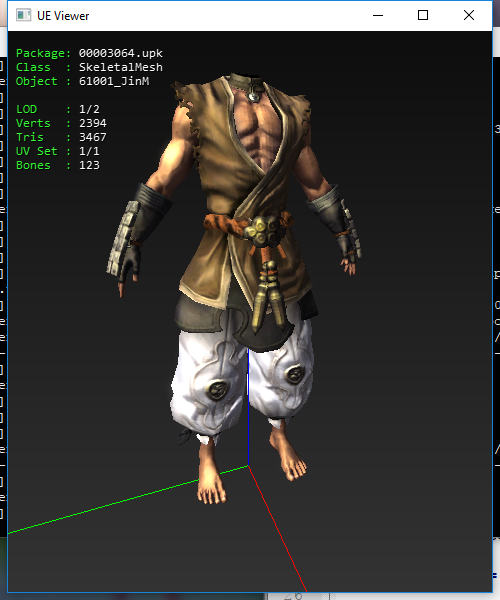 UE Viewer
Package: 00003064.upk
Class : SkeletalMesh
Object : 61001_JinM
LOD : 1/2
Verts : 2394
Tris : 3467
UV Set : 1/1
Bones : 123